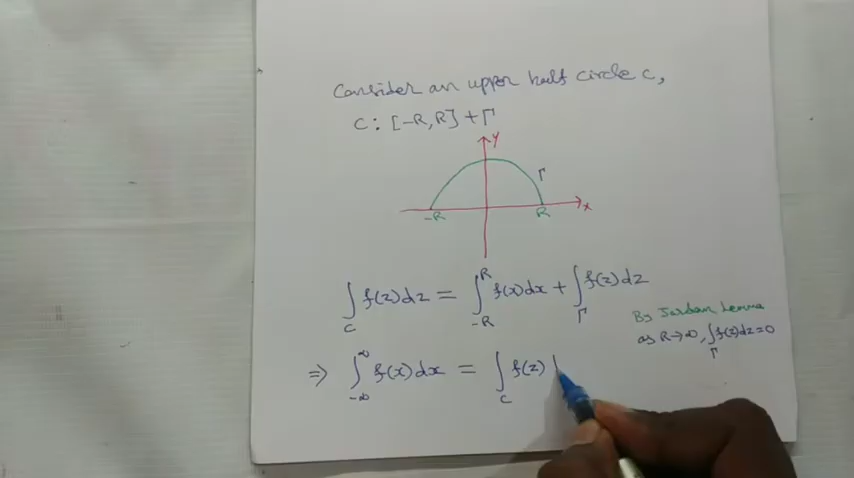 Consider an upper half circle C,
C : [-R, R] + Γ
Y
Γ
-R R X
∫_C f(z)dz = ∫_{-R}^{R} f(x)dx + ∫_Γ f(z)dz
By Jordan Lemma
as R→∞, ∫_Γ f(z)dz=0
⇒ ∫_{-∞}^{∞} f(x)dx = ∫_C f(z)